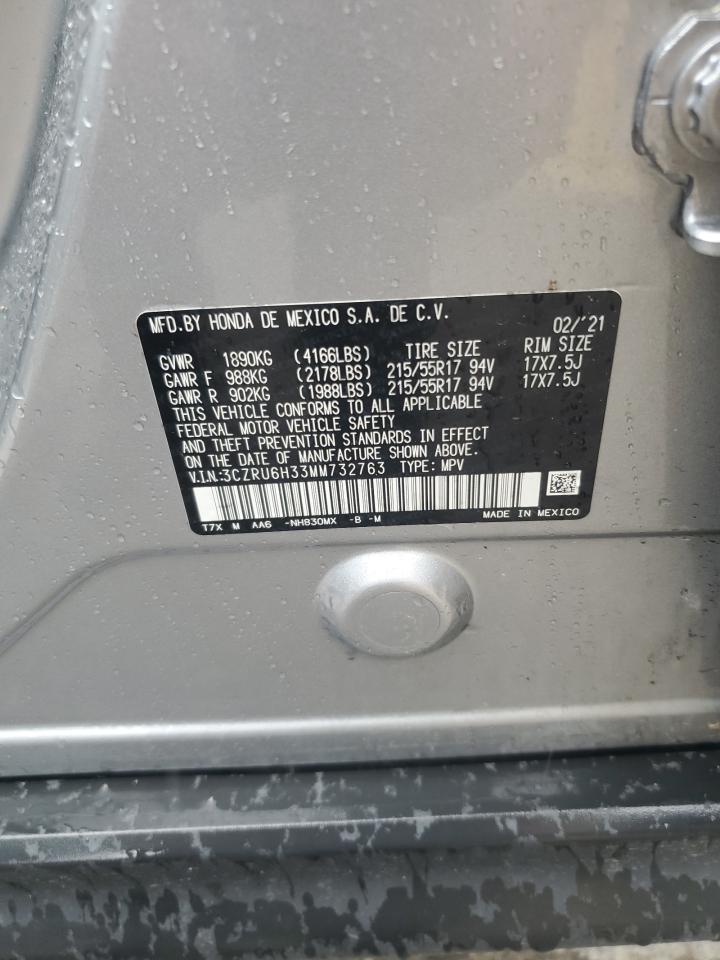 MFD.BY HONDA DE MEXICO S.A. DE C.V. 02/'21
GVWR 1890KG (4166LBS) TIRE SIZE RIM SIZE
GAWR F 988KG (2178LBS) 215/55R17 94V 17X7.5J
GAWR R 902KG (1988LBS) 215/55R17 94V 17X7.5J
THIS VEHICLE CONFORMS TO ALL APPLICABLE
FEDERAL MOTOR VEHICLE SAFETY
AND THEFT PREVENTION STANDARDS IN EFFECT
ON THE DATE OF MANUFACTURE SHOWN ABOVE.
V.I.N:3CZRU6H33MM732763 TYPE: MPV
T7X M AA6 -NH830MX -B -M MADE IN MEXICO